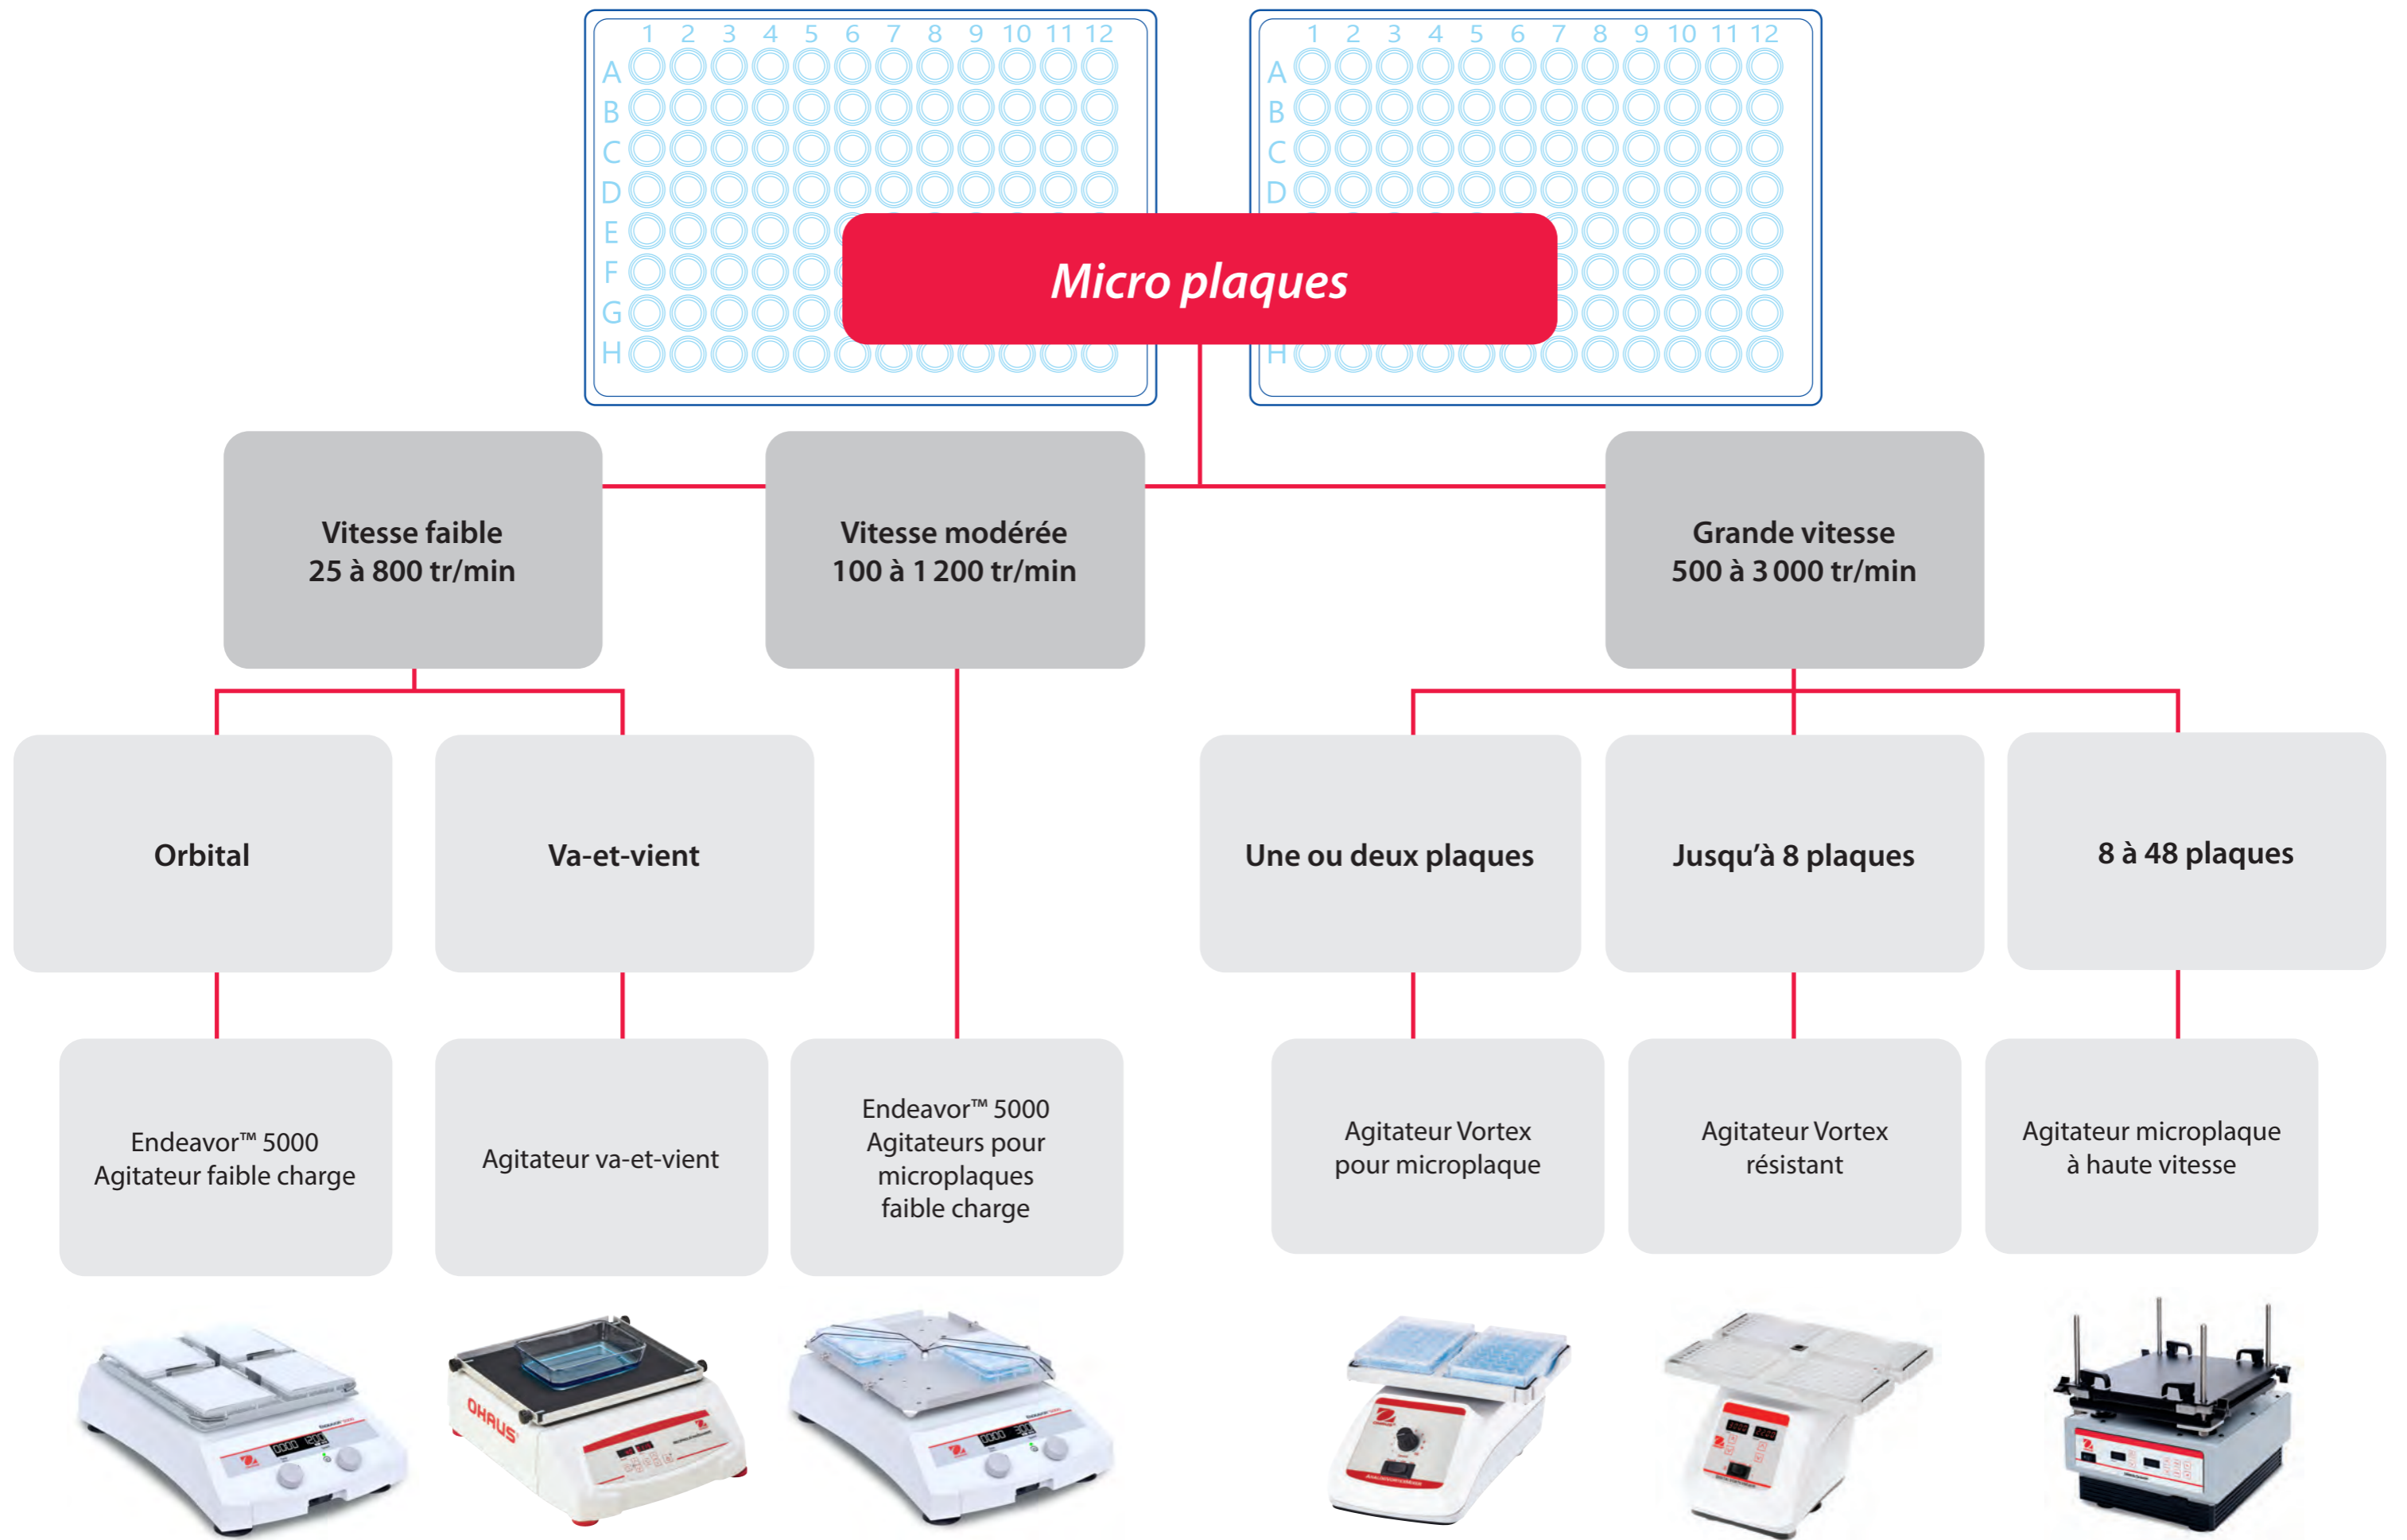 1 2 3 4 5 6 7 8 9 10 11 12
A
B
C
D
E
F
G
H
1 2 3 4 5 6 7 8 9 10 11 12
A
B
C
D
H
Micro plaques
Vitesse faible
25 à 800 tr/min
Vitesse modérée
100 à 1 200 tr/min
Grande vitesse
500 à 3 000 tr/min
Orbital
Va-et-vient
Une ou deux plaques
Jusqu’à 8 plaques
8 à 48 plaques
Endeavor™ 5000
Agitateur faible charge
Agitateur va-et-vient
Endeavor™ 5000
Agitateurs pour
microplaques
faible charge
Agitateur Vortex
pour microplaque
Agitateur Vortex
résistant
Agitateur microplaque
à haute vitesse
OHAUS